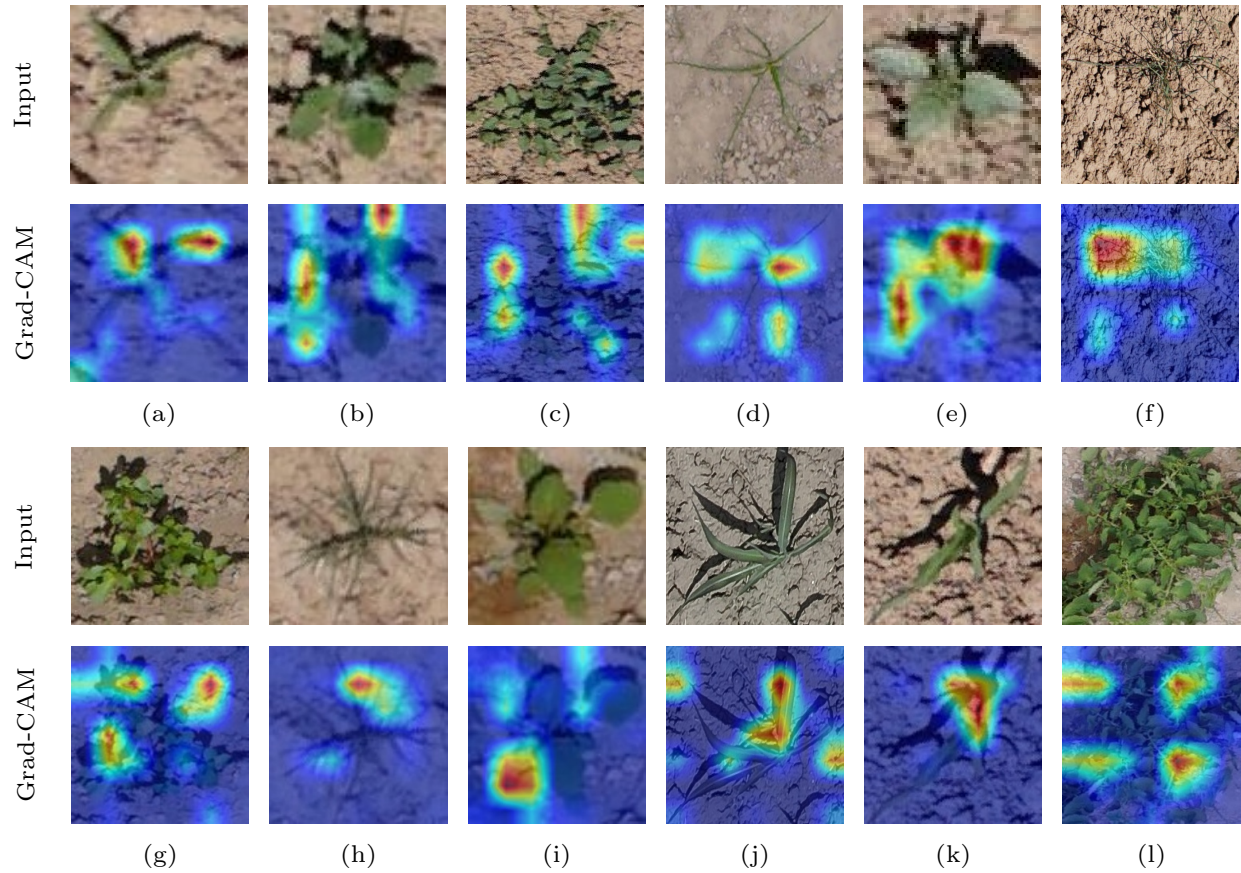 Input
Grad-CAM
(a) (b) (c) (d) (e) (f)
Input
Grad-CAM
(g) (h) (i) (j) (k) (l)